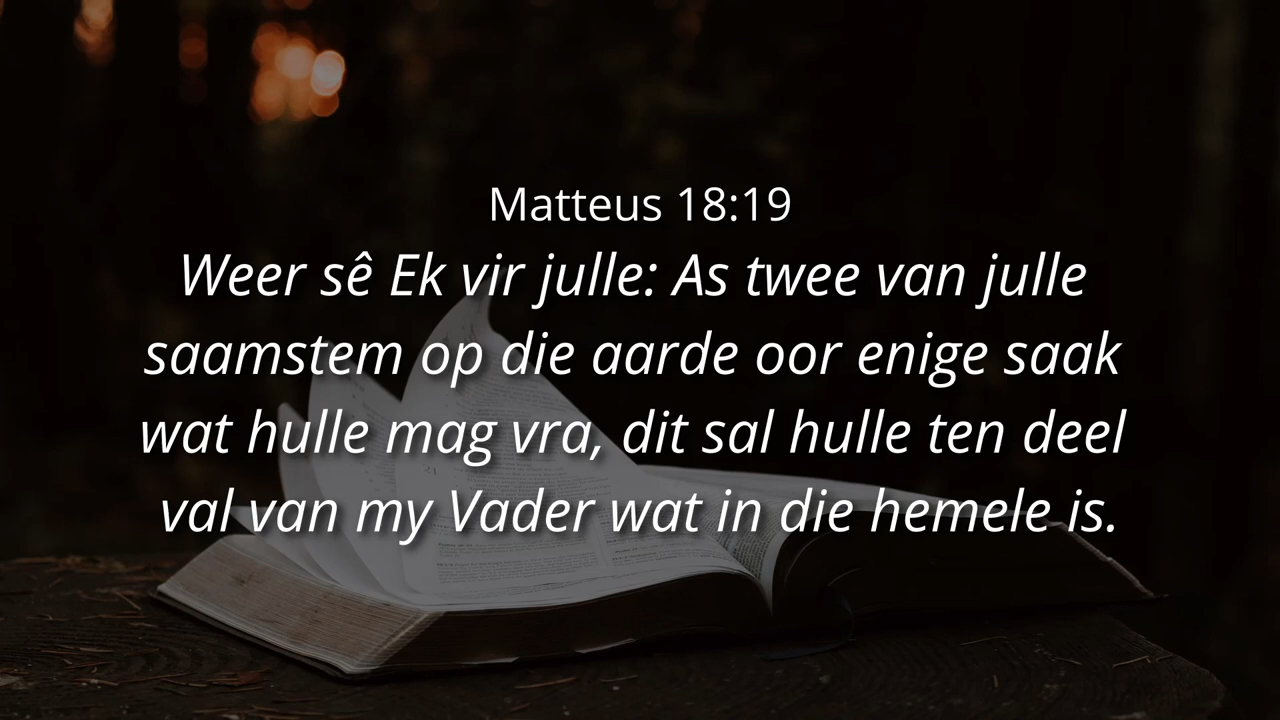 Matteus 18:19
Weer sê Ek vir julle: As twee van julle
saamstem op die aarde oor enige saak
wat hulle mag vra, dit sal hulle ten deel
val van my Vader wat in die hemele is.